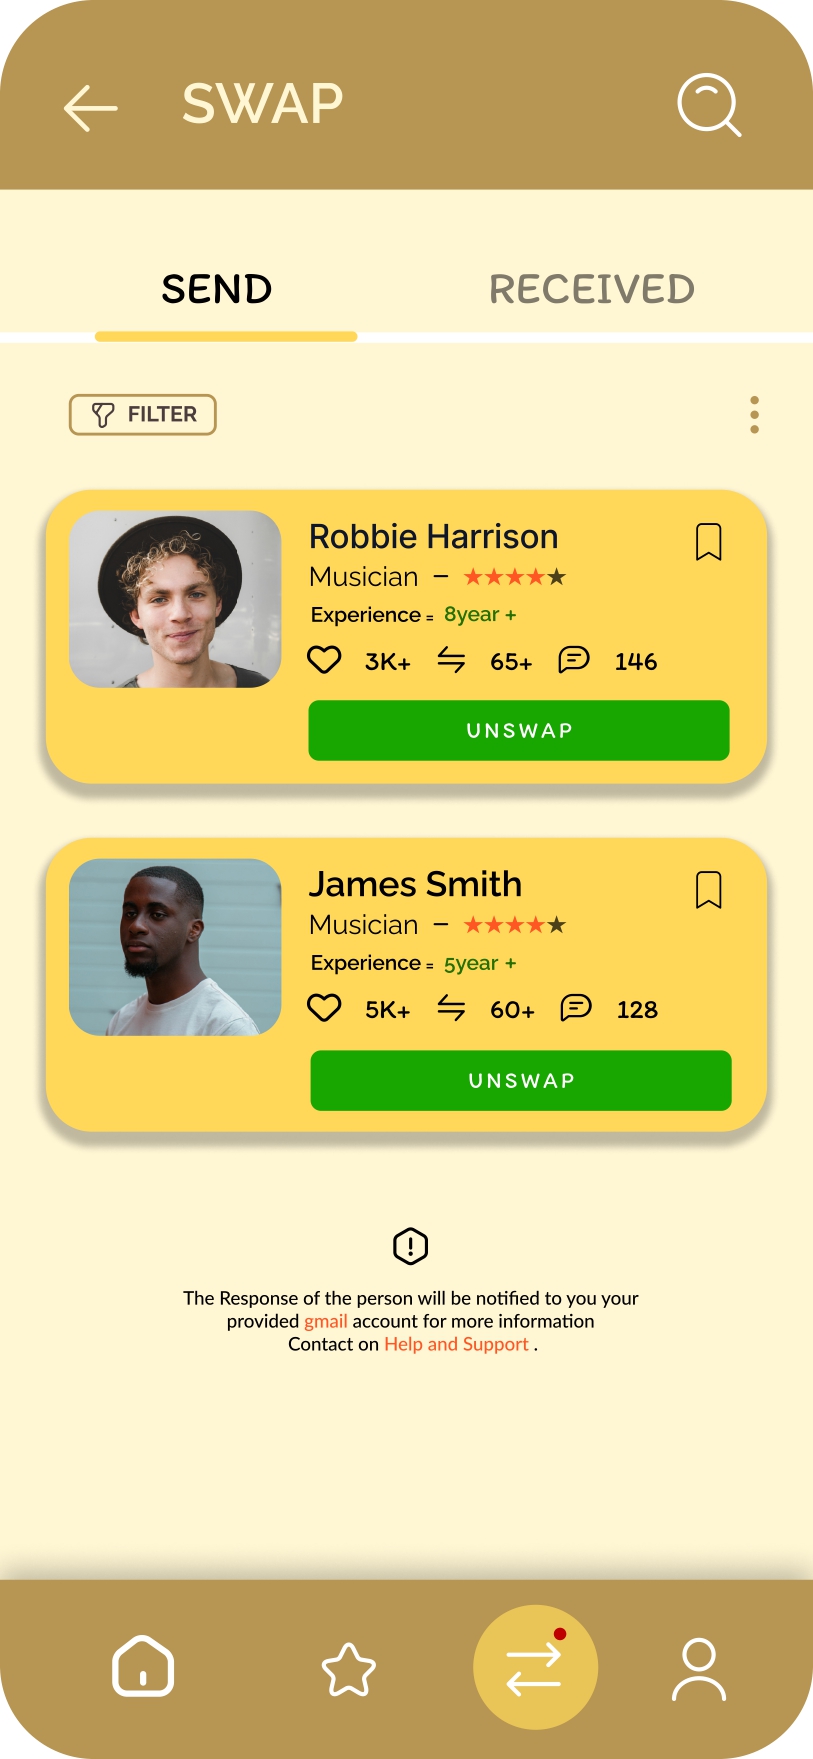 SWAP
SEND
RECEIVED
FILTER
Robbie Harrison
Musician – ★★★★★
Experience = 8year +
3K+ 65+ 146
UNSWAP
James Smith
Musician – ★★★★★
Experience = 5year +
5K+ 60+ 128
UNSWAP
The Response of the person will be notified to you your
provided gmail account for more information
Contact on Help and Support .